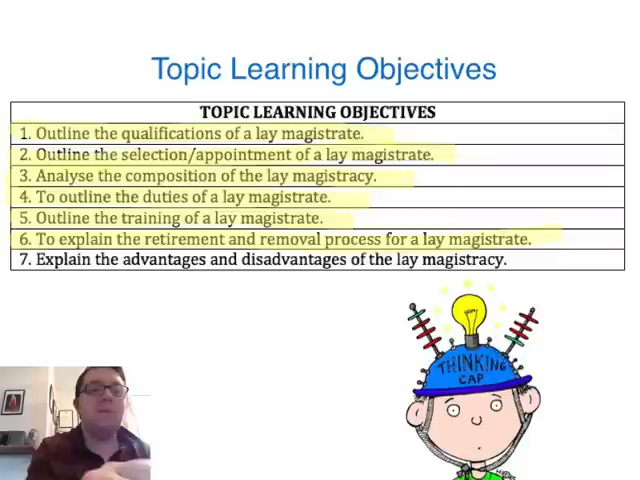 Topic Learning Objectives
TOPIC LEARNING OBJECTIVES
1. Outline the qualifications of a lay magistrate.
2. Outline the selection/appointment of a lay magistrate.
3. Analyse the composition of the lay magistracy.
4. To outline the duties of a lay magistrate.
5. Outline the training of a lay magistrate.
6. To explain the retirement and removal process for a lay magistrate.
7. Explain the advantages and disadvantages of the lay magistracy.
THINKING
CAP